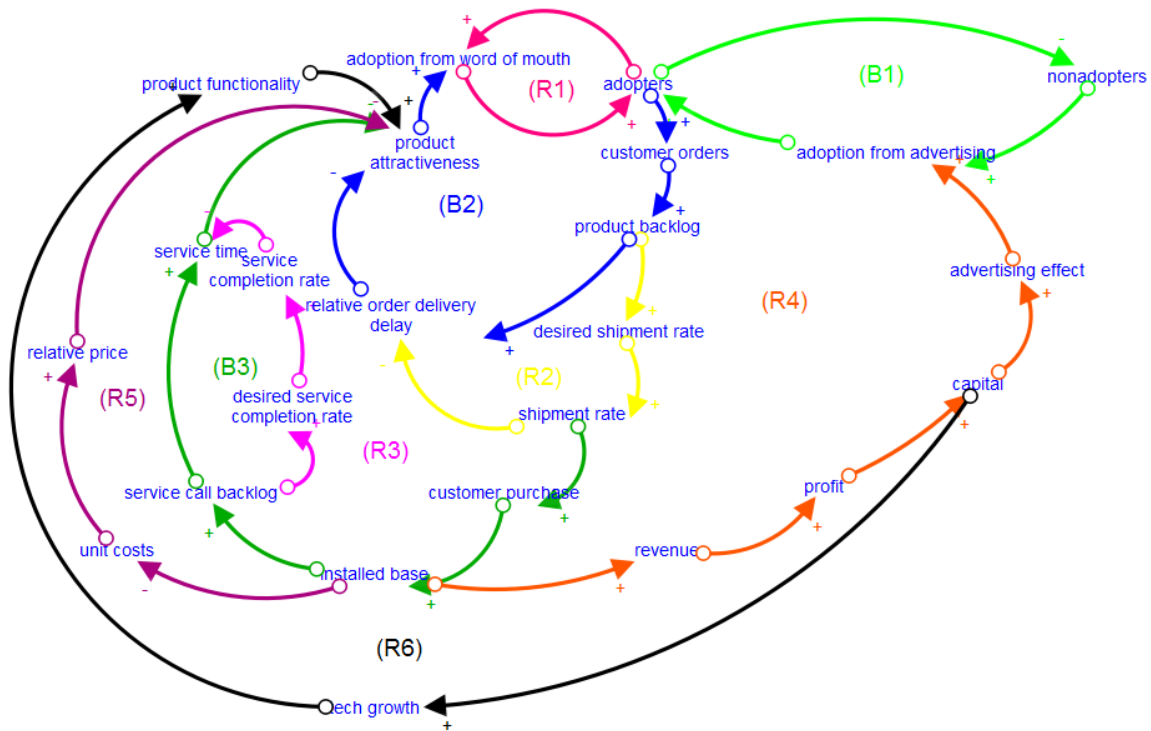 adoption from word of mouth
product functionality
(R1)
adopters
(B1)
nonadopters
product
attractiveness
customer orders
adoption from advertising
(B2)
product backlog
service time
service
completion rate
advertising effect
relative order delivery
delay
(R4)
desired shipment rate
relative price
(B3)
(R5)
(R2)
capital
desired service
completion rate
shipment rate
(R3)
service call backlog
customer purchase
profit
unit costs
revenue
installed base
(R6)
tech growth